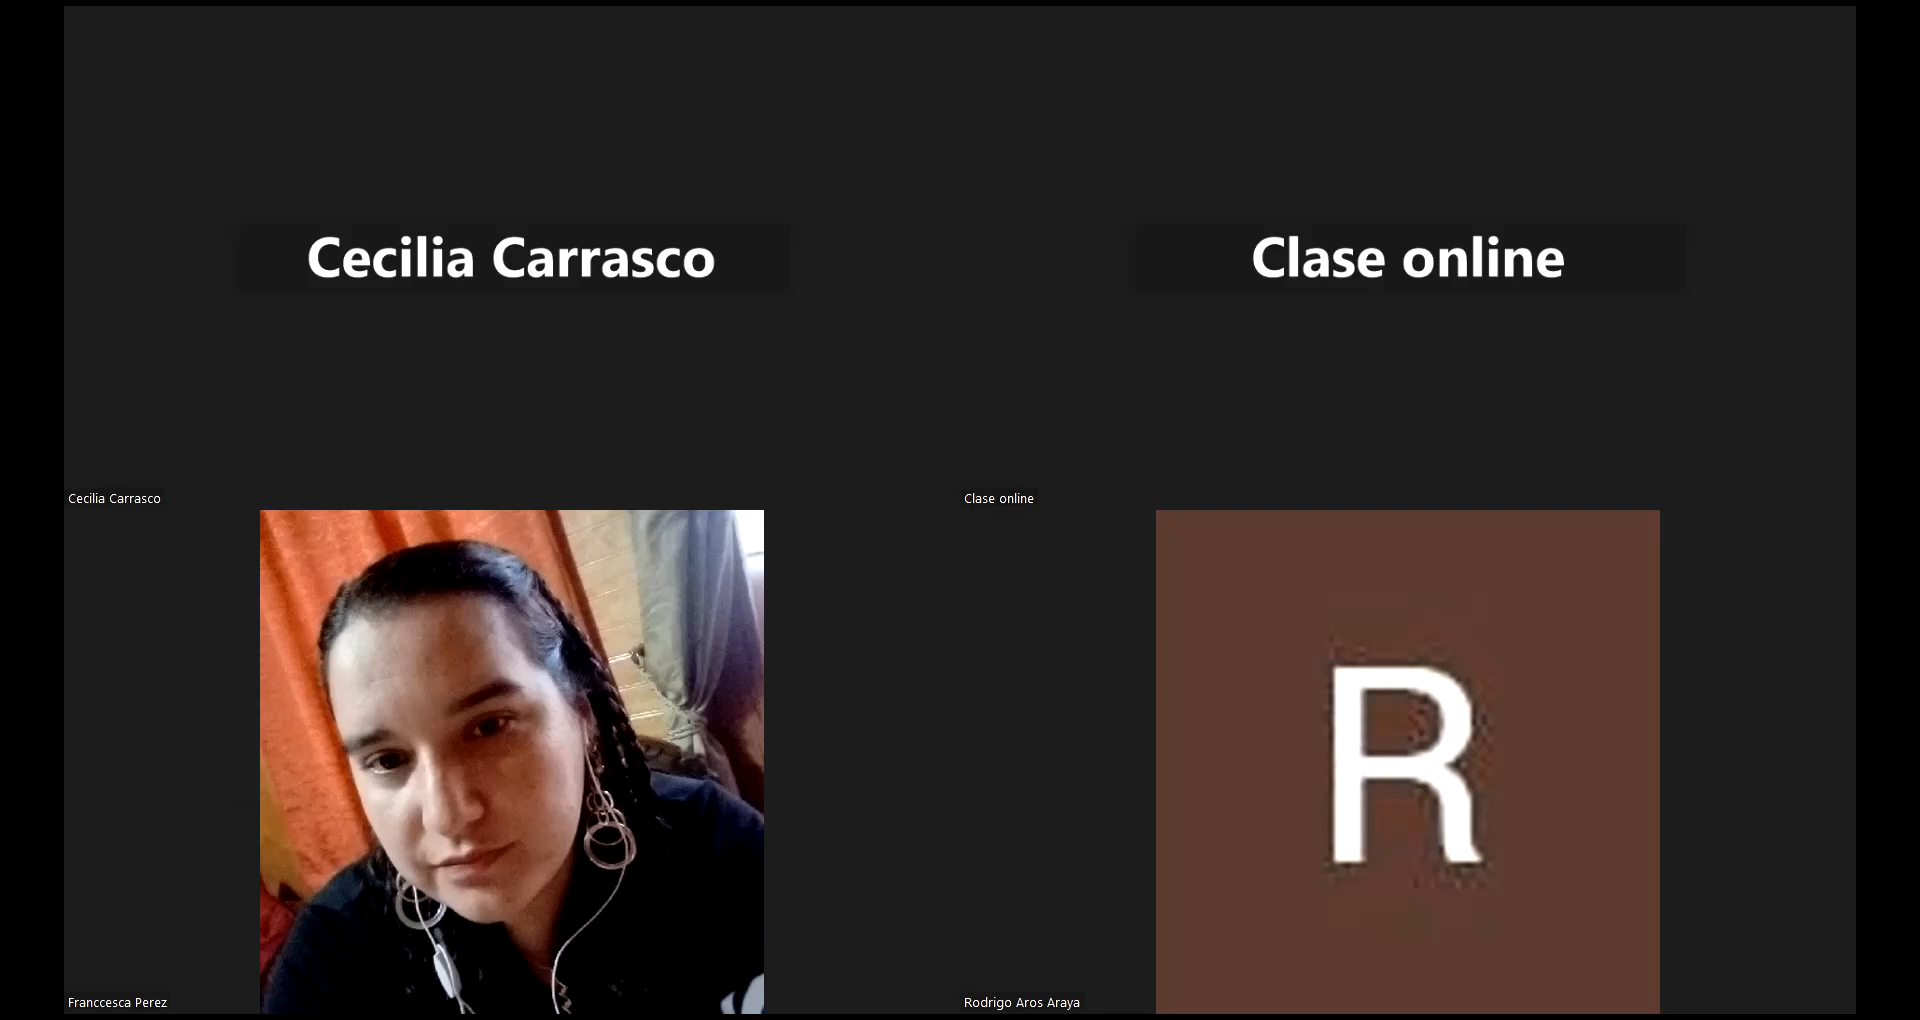 Cecilia Carrasco
Clase online
Cecilia Carrasco
Clase online
R
Franccesca Perez
Rodrigo Aros Araya